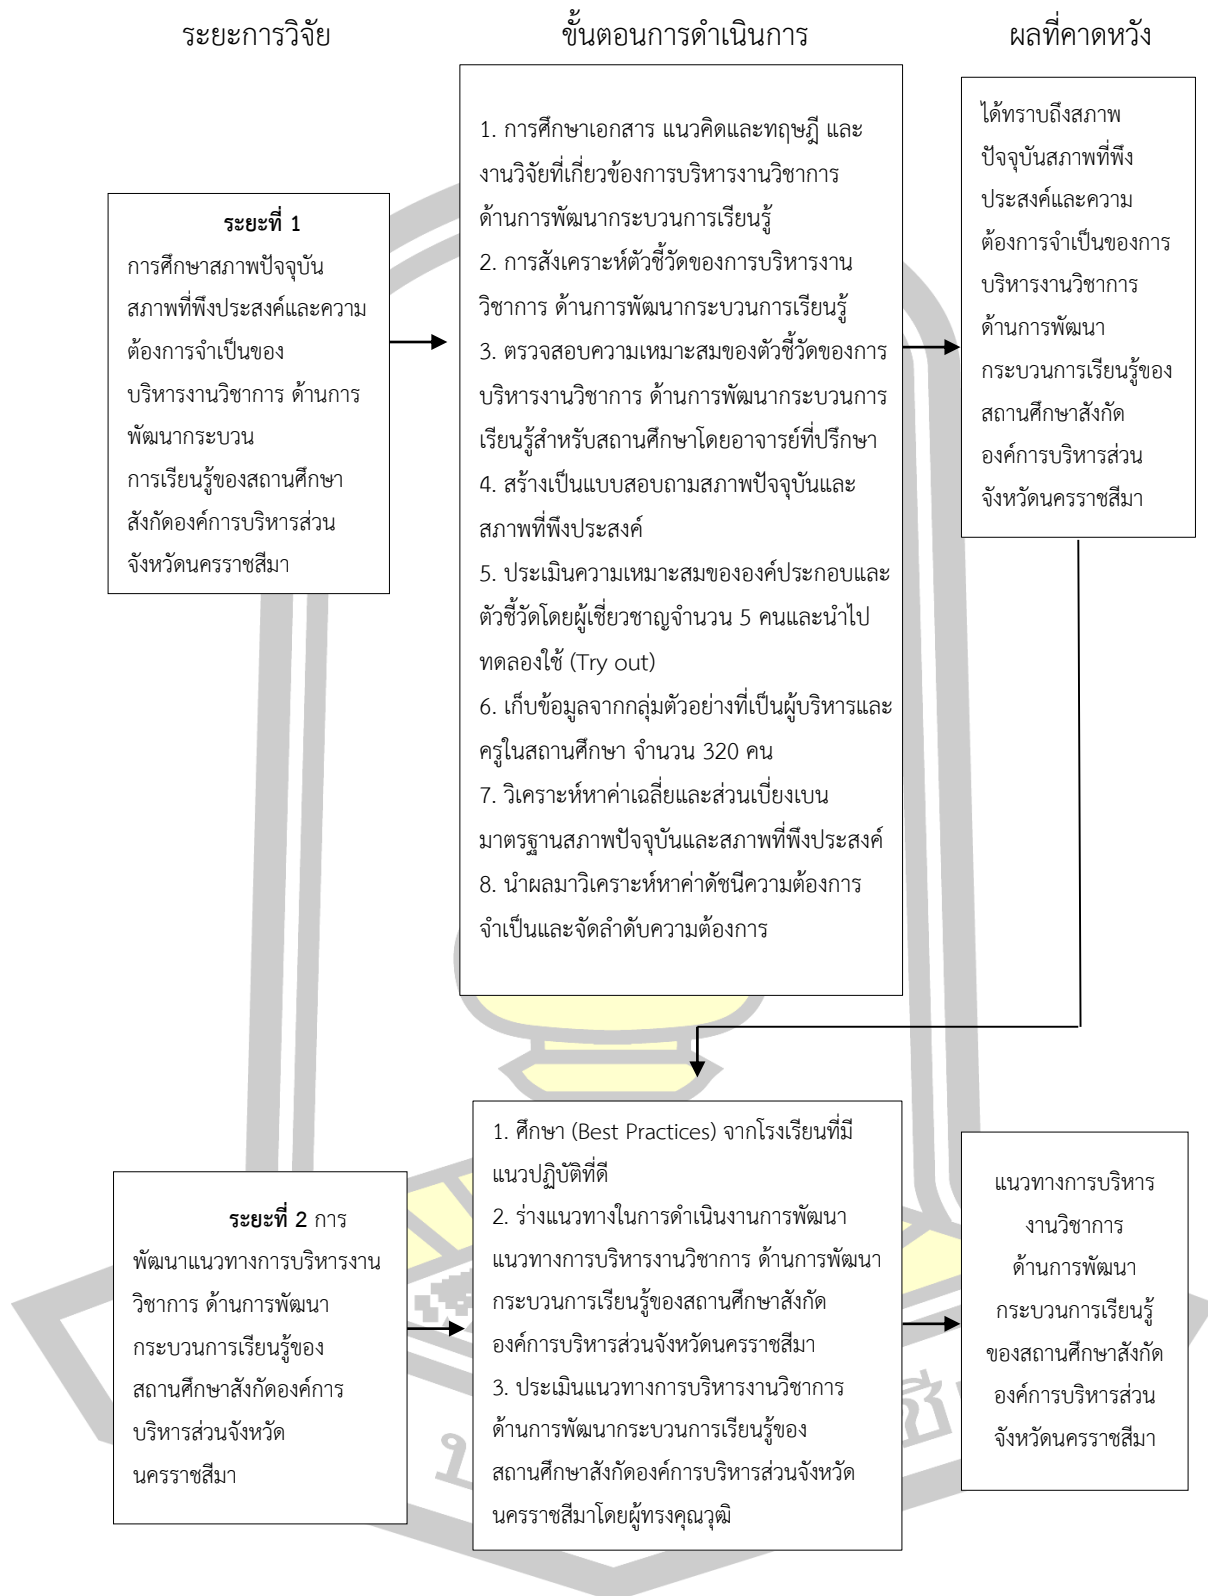 ระยะการวิจัย
ขั้นตอนการดำเนินการ
ผลที่คาดหวัง
ระยะที่ 1
การศึกษาสภาพปัจจุบัน
สภาพที่พึงประสงค์และความ
ต้องการจำเป็นของ
บริหารงานวิชาการ ด้านการ
พัฒนากระบวน
การเรียนรู้ของสถานศึกษา
สังกัดองค์การบริหารส่วน
จังหวัดนครราชสีมา
1. การศึกษาเอกสาร แนวคิดและทฤษฎี และ
งานวิจัยที่เกี่ยวข้องการบริหารงานวิชาการ
ด้านการพัฒนากระบวนการเรียนรู้
2. การสังเคราะห์ตัวชี้วัดของการบริหารงาน
วิชาการ ด้านการพัฒนากระบวนการเรียนรู้
3. ตรวจสอบความเหมาะสมของตัวชี้วัดของการ
บริหารงานวิชาการ ด้านการพัฒนากระบวนการ
เรียนรู้สำหรับสถานศึกษาโดยอาจารย์ที่ปรึกษา
4. สร้างเป็นแบบสอบถามสภาพปัจจุบันและ
สภาพที่พึงประสงค์
5. ประเมินความเหมาะสมขององค์ประกอบและ
ตัวชี้วัดโดยผู้เชี่ยวชาญจำนวน 5 คนและนำไป
ทดลองใช้ (Try out)
6. เก็บข้อมูลจากกลุ่มตัวอย่างที่เป็นผู้บริหารและ
ครูในสถานศึกษา จำนวน 320 คน
7. วิเคราะห์หาค่าเฉลี่ยและส่วนเบี่ยงเบน
มาตรฐานสภาพปัจจุบันและสภาพที่พึงประสงค์
8. นำผลมาวิเคราะห์หาค่าดัชนีความต้องการ
จำเป็นและจัดลำดับความต้องการ
ได้ทราบถึงสภาพ
ปัจจุบันสภาพที่พึง
ประสงค์และความ
ต้องการจำเป็นของการ
บริหารงานวิชาการ
ด้านการพัฒนา
กระบวนการเรียนรู้ของ
สถานศึกษาสังกัด
องค์การบริหารส่วน
จังหวัดนครราชสีมา
ระยะที่ 2 การ
พัฒนาแนวทางการบริหารงาน
วิชาการ ด้านการพัฒนา
กระบวนการเรียนรู้ของ
สถานศึกษาสังกัดองค์การ
บริหารส่วนจังหวัด
นครราชสีมา
1. ศึกษา (Best Practices) จากโรงเรียนที่มี
แนวปฏิบัติที่ดี
2. ร่างแนวทางในการดำเนินงานการพัฒนา
แนวทางการบริหารงานวิชาการ ด้านการพัฒนา
กระบวนการเรียนรู้ของสถานศึกษาสังกัด
องค์การบริหารส่วนจังหวัดนครราชสีมา
3. ประเมินแนวทางการบริหารงานวิชาการ
ด้านการพัฒนากระบวนการเรียนรู้ของ
สถานศึกษาสังกัดองค์การบริหารส่วนจังหวัด
นครราชสีมาโดยผู้ทรงคุณวุฒิ
แนวทางการบริหาร
งานวิชาการ
ด้านการพัฒนา
กระบวนการเรียนรู้
ของสถานศึกษาสังกัด
องค์การบริหารส่วน
จังหวัดนครราชสีมา